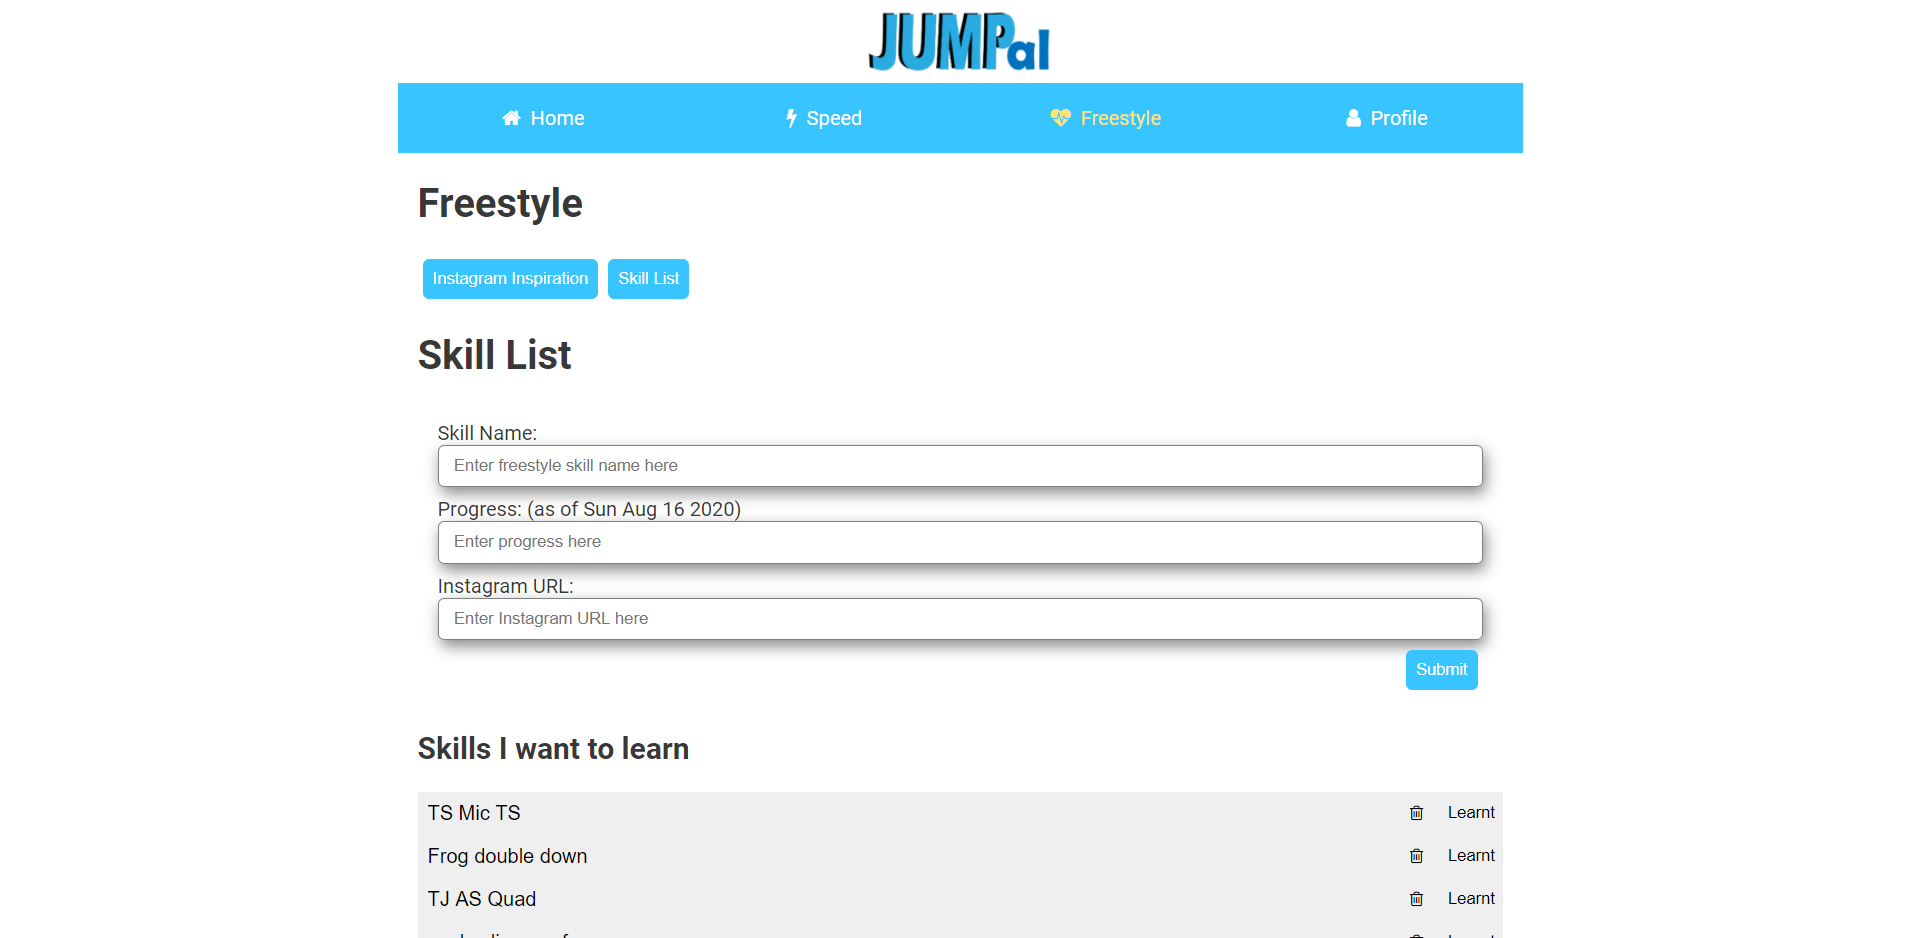 JUMPal
Home Speed Freestyle Profile
Freestyle
Instagram Inspiration Skill List
Skill List
Skill Name:
Enter freestyle skill name here
Progress: (as of Sun Aug 16 2020)
Enter progress here
Instagram URL:
Enter Instagram URL here
Submit
Skills I want to learn
TS Mic TS Learnt
Frog double down Learnt
TJ AS Quad Learnt